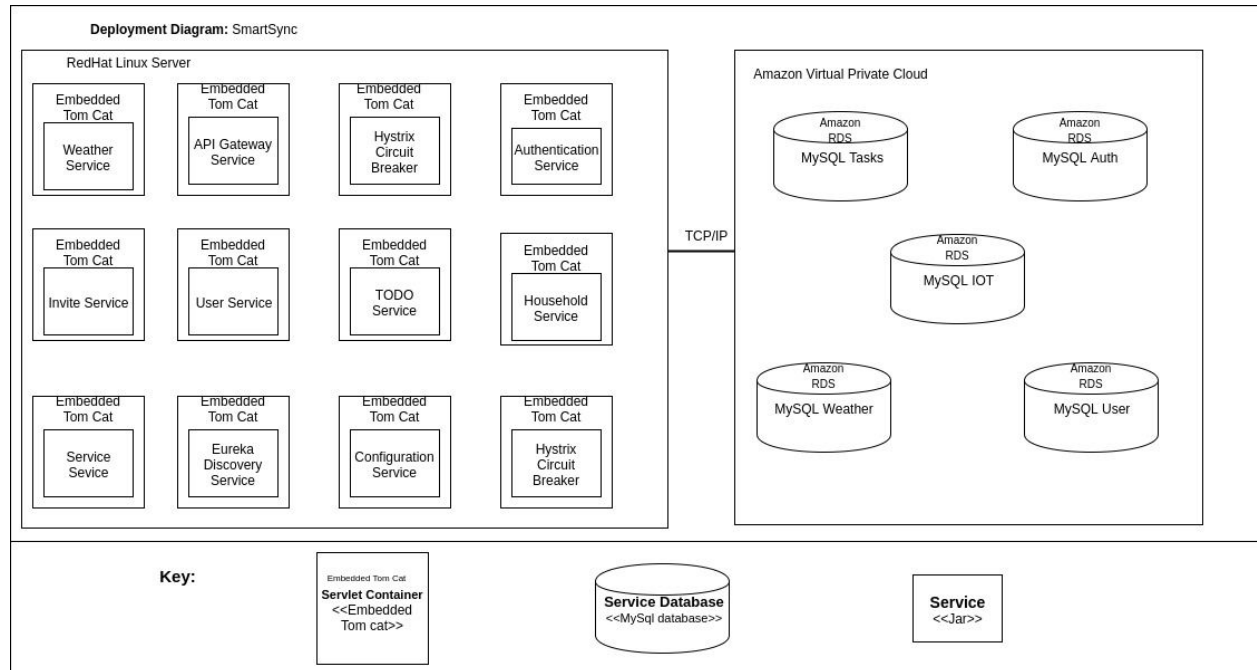 Deployment Diagram: SmartSync
RedHat Linux Server
Embedded
Tom Cat
Weather
Service
Embedded
Tom Cat
API Gateway
Service
Embedded
Tom Cat
Hystrix
Circuit
Breaker
Embedded
Tom Cat
Authentication
Service
Embedded
Tom Cat
Invite Service
Embedded
Tom Cat
User Service
Embedded
Tom Cat
TODO
Service
Embedded
Tom Cat
Household
Service
Embedded
Tom Cat
Service
Sevice
Embedded
Tom Cat
Eureka
Discovery
Service
Embedded
Tom Cat
Configuration
Service
Embedded
Tom Cat
Hystrix
Circuit
Breaker
TCP/IP
Amazon Virtual Private Cloud
Amazon
RDS
MySQL Tasks
Amazon
RDS
MySQL Auth
Amazon
RDS
MySQL IOT
Amazon
RDS
MySQL Weather
Amazon
RDS
MySQL User
Key:
Embedded Tom Cat
Servlet Container
<<Embedded
Tom cat>>
Service Database
<<MySql database>>
Service
<<Jar>>